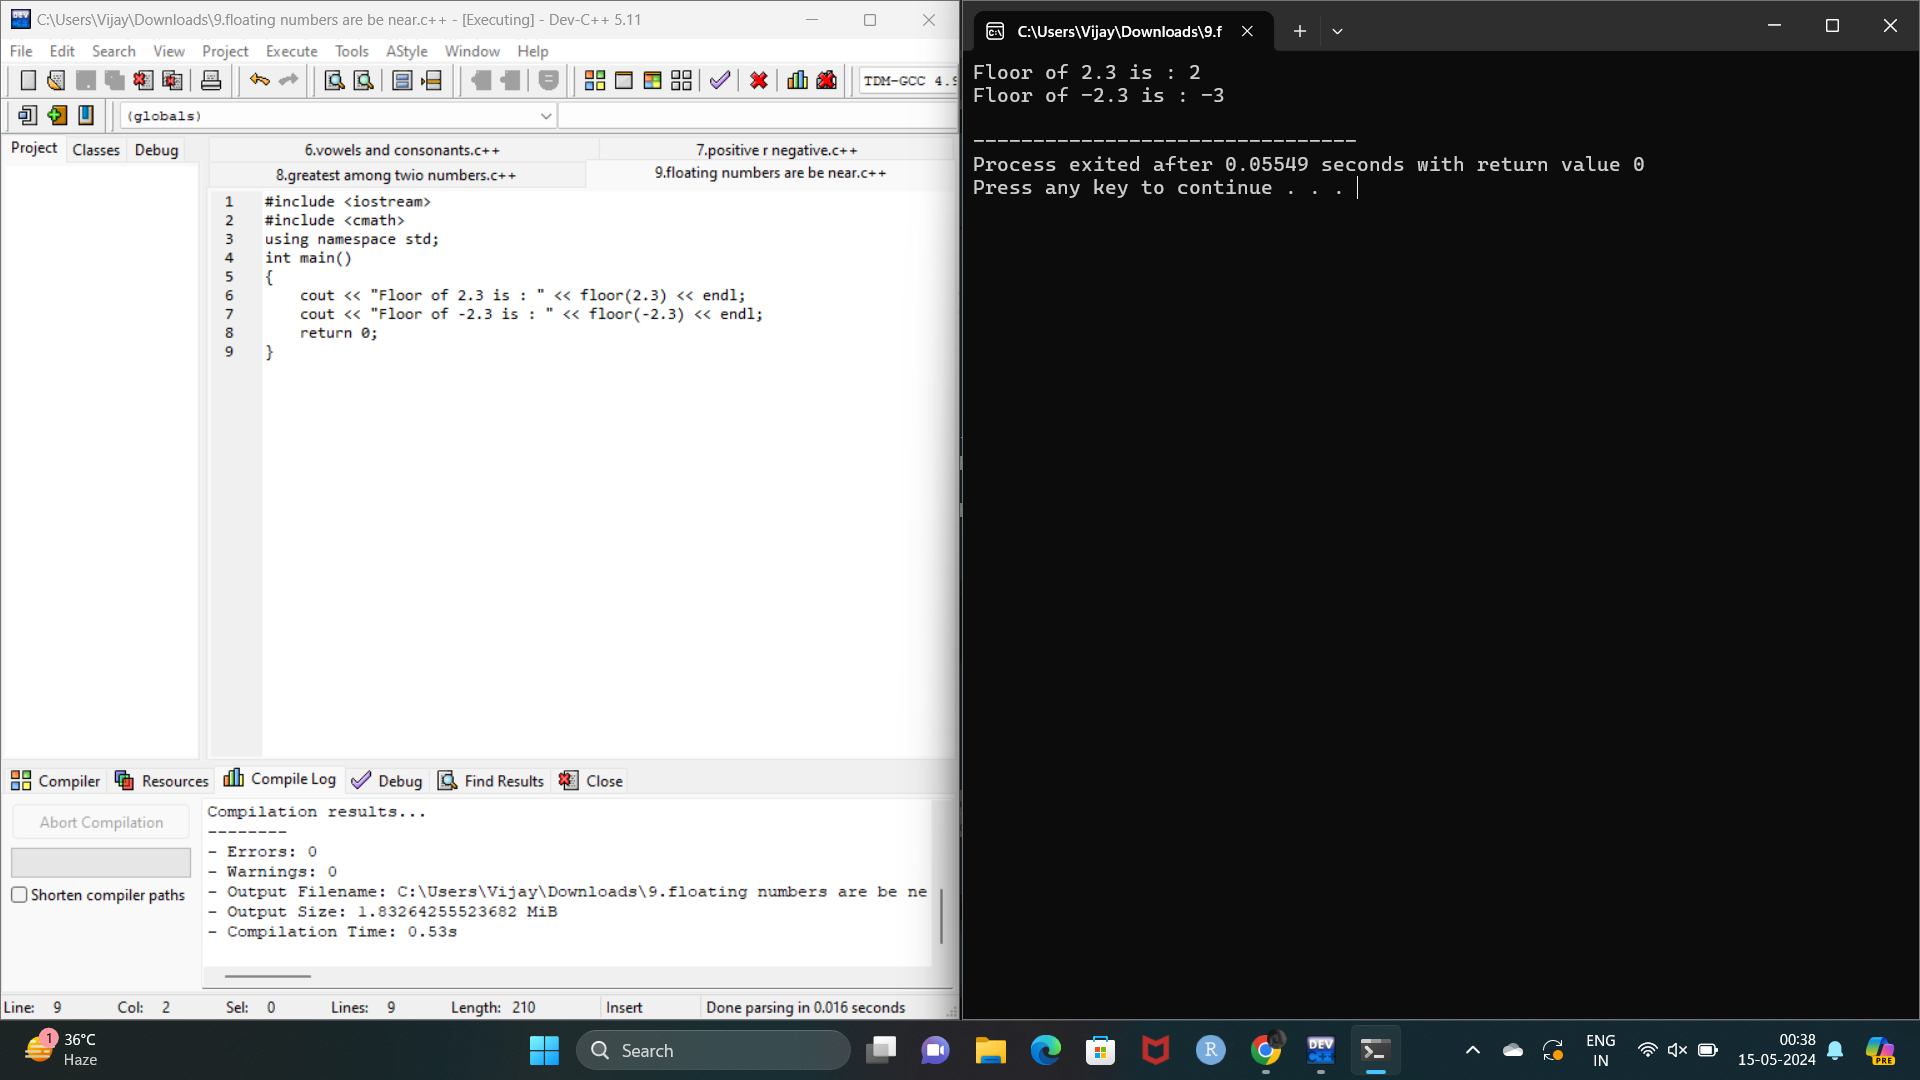 C:\Users\Vijay\Downloads\9.floating numbers are be near.c++ - [Executing] - Dev-C++ 5.11
File Edit Search View Project Execute Tools AStyle Window Help
TDM-GCC 4.9
(globals)
Project Classes Debug
6.vowels and consonants.c++ 7.positive r negative.c++
8.greatest among twio numbers.c++ 9.floating numbers are be near.c++
1 #include <iostream>
2 #include <cmath>
3 using namespace std;
4 int main()
5 {
6 cout << "Floor of 2.3 is : " << floor(2.3) << endl;
7 cout << "Floor of -2.3 is : " << floor(-2.3) << endl;
8 return 0;
9 }
Compiler Resources Compile Log Debug Find Results Close
Abort Compilation
Shorten compiler paths
Compilation results...
--------
- Errors: 0
- Warnings: 0
- Output Filename: C:\Users\Vijay\Downloads\9.floating numbers are be ne
- Output Size: 1.83264255523682 MiB
- Compilation Time: 0.53s
Line: 9 Col: 2 Sel: 0 Lines: 9 Length: 210 Insert Done parsing in 0.016 seconds
C:\Users\Vijay\Downloads\9.f
Floor of 2.3 is : 2
Floor of -2.3 is : -3
--------------------------------
Process exited after 0.05549 seconds with return value 0
Press any key to continue . . .
1
36°C
Haze
Search
R
DEV
C++
ENG
IN
00:38
15-05-2024
PRE